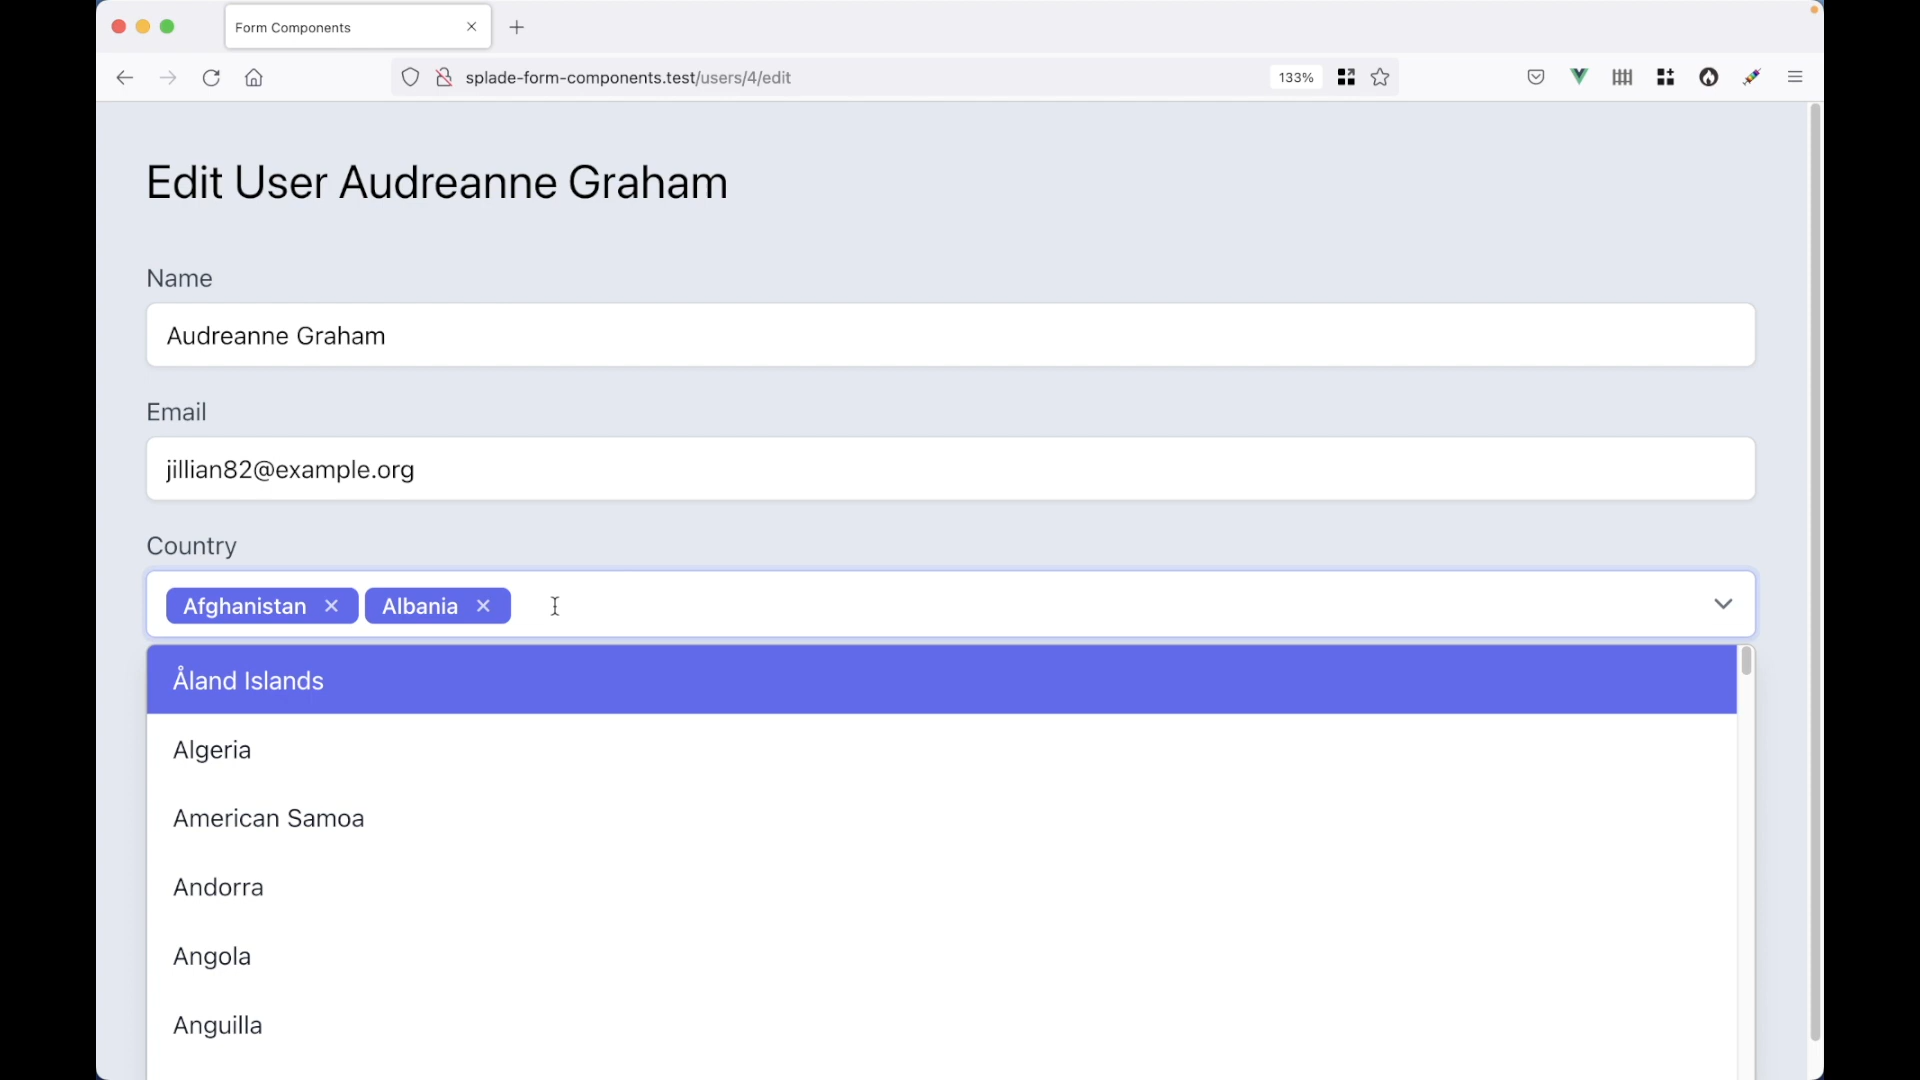 Form Components
splade-form-components.test/users/4/edit
133%
Edit User Audreanne Graham
Name
Audreanne Graham
Email
jillian82@example.org
Country
Afghanistan Albania
Åland Islands
Algeria
American Samoa
Andorra
Angola
Anguilla